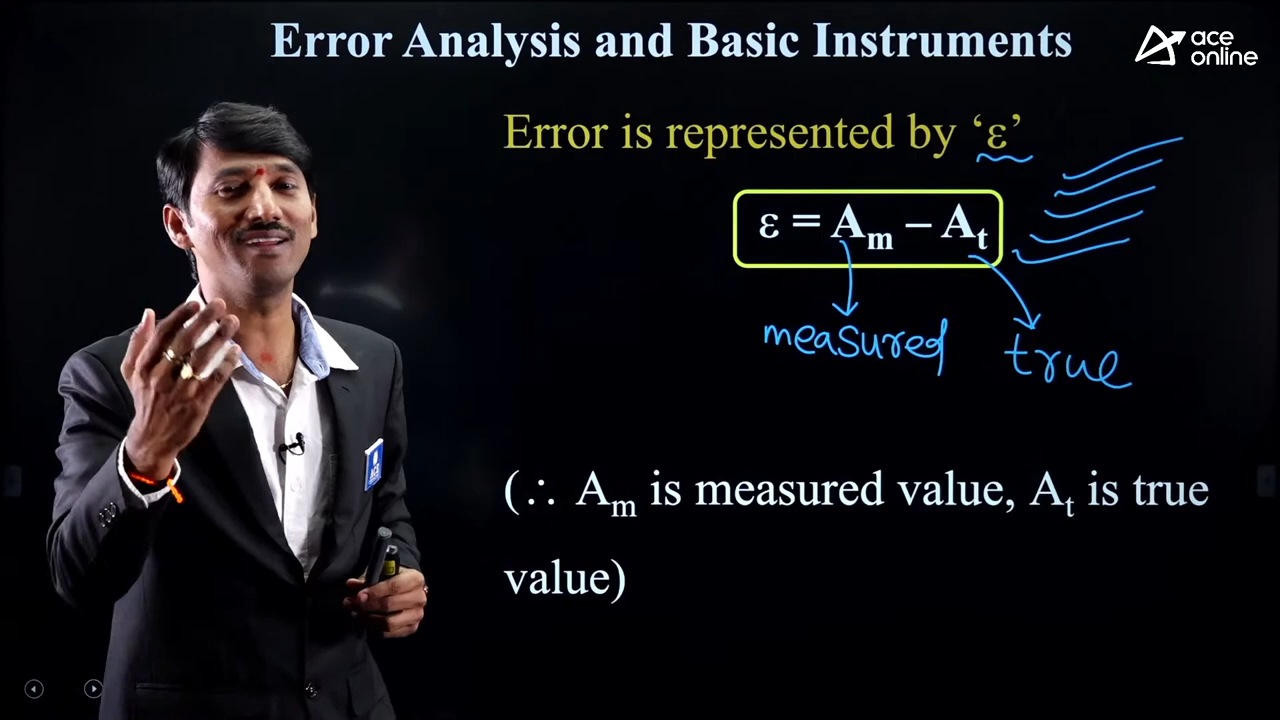 Error Analysis and Basic Instruments
ace
online
Error is represented by ‘ε’
ε = Aₘ – Aₜ
measured
true
(∴ Aₘ is measured value, Aₜ is true
value)